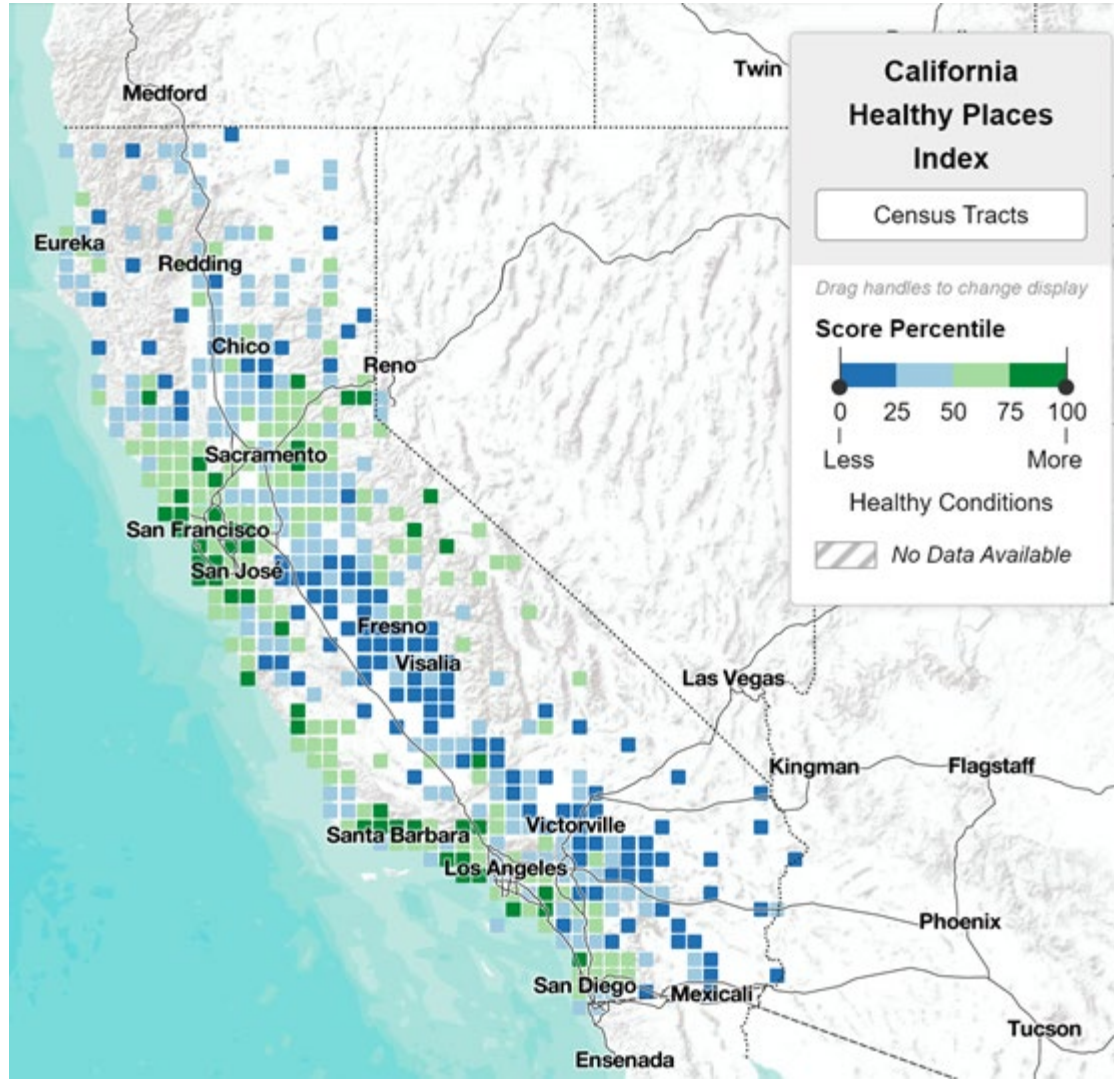 Medford
Twin
Eureka
Redding
Chico
Reno
Sacramento
San Francisco
San José
Fresno
Visalia
Las Vegas
Kingman
Flagstaff
Santa Barbara
Victorville
Los Angeles
Phoenix
San Diego
Mexicali
Tucson
Ensenada
California
Healthy Places
Index
Census Tracts
Drag handles to change display
Score Percentile
0 25 50 75 100
Less More
Healthy Conditions
No Data Available